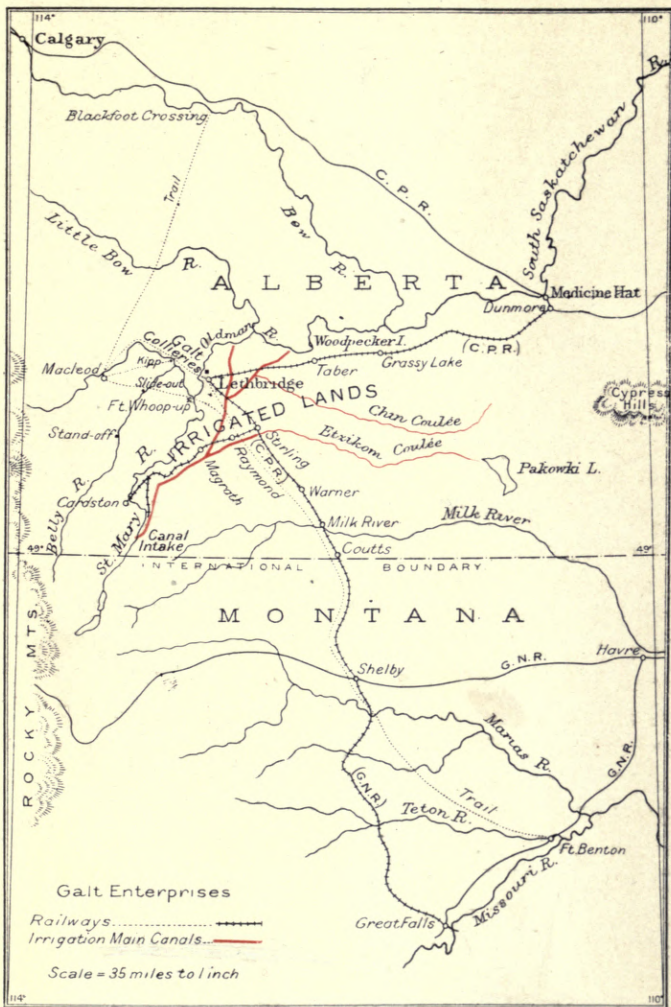 114°
110°
Calgary
R.
Blackfoot Crossing
South Saskatchewan
C. P. R.
Trail
Bow
R.
Little Bow
R.
ALBERTA
Medicine Hat
Dunmore
Oldman R.
Woodpecker I.
(C.P.R.)
Galt
Collieries
Kipp
Macleod
Taber
Grassy Lake
Slide-out
Lethbridge
Cypress
Hills
Ft. Whoop-up
IRRIGATED LANDS
Chin Coulée
Stand-off
Etzikom Coulée
Stirling
(C.P.R.)
Raymond
Magrath
Pakowki L.
R.
R.
Warner
Cardston
Belly
St. Mary
Canal
Intake
Milk River
Milk River
49°
Coutts
49°
INTERNATIONAL BOUNDARY
MONTANA
ROCKY MTS.
Shelby
G.N.R.
Havre
Marias R.
G.N.R.
(G.N.R)
Trail
Teton R.
Ft. Benton
Missouri R.
Great Falls
Galt Enterprises
Railways
Irrigation Main Canals
Scale = 35 miles to 1 inch
114°
110°